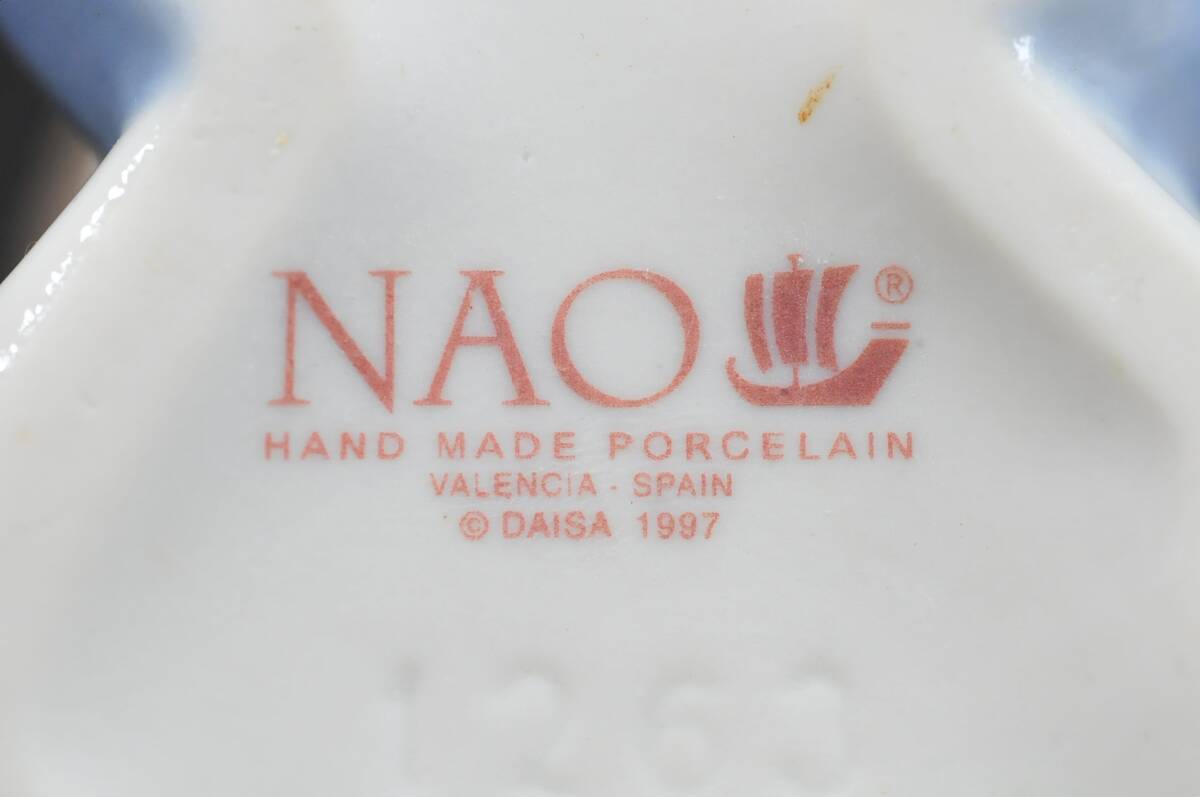 NAO ®
HAND MADE PORCELAIN
VALENCIA - SPAIN
© DAISA 1997